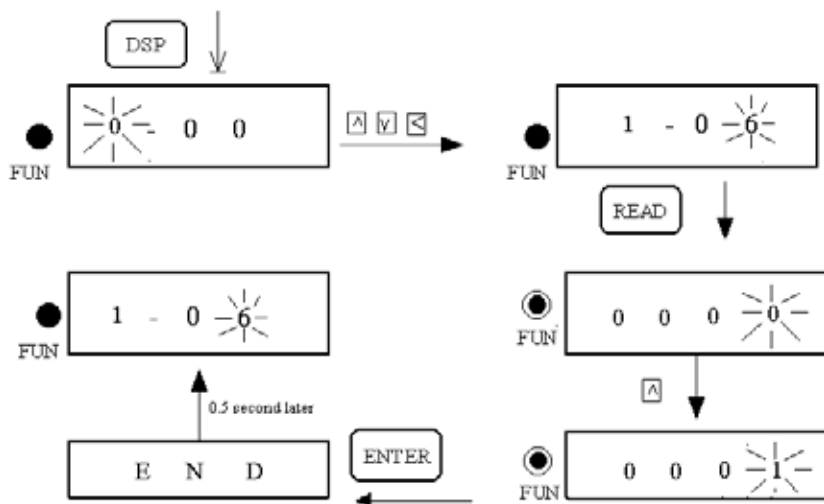 DSP
0 - 0 0
FUN
^ v <
1 - 0 6
FUN
READ
0 0 0 0
FUN
^
0 0 0 1
FUN
ENTER
E N D
0.5 second later
1 - 0 6
FUN